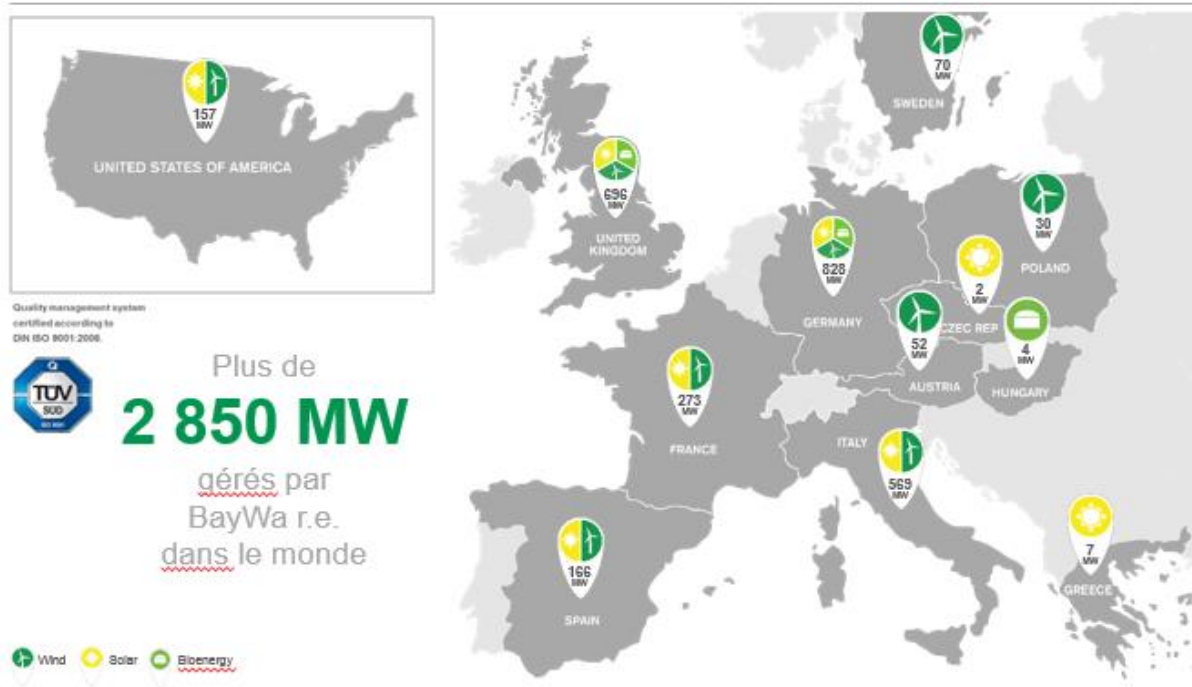 157
MW
UNITED STATES OF AMERICA
Quality management system
certified according to
DIN ISO 9001:2008.
TÜV
SÜD
ISO 9001
Plus de
2 850 MW
gérés par
BayWa r.e.
dans le monde
Wind
Solar
Bioenergy
70
MW
SWEDEN
696
MW
UNITED
KINGDOM
828
MW
GERMANY
30
MW
POLAND
2
MW
CZEC REP
52
MW
AUSTRIA
4
MW
HUNGARY
273
MW
FRANCE
ITALY
569
MW
166
MW
SPAIN
7
MW
GREECE